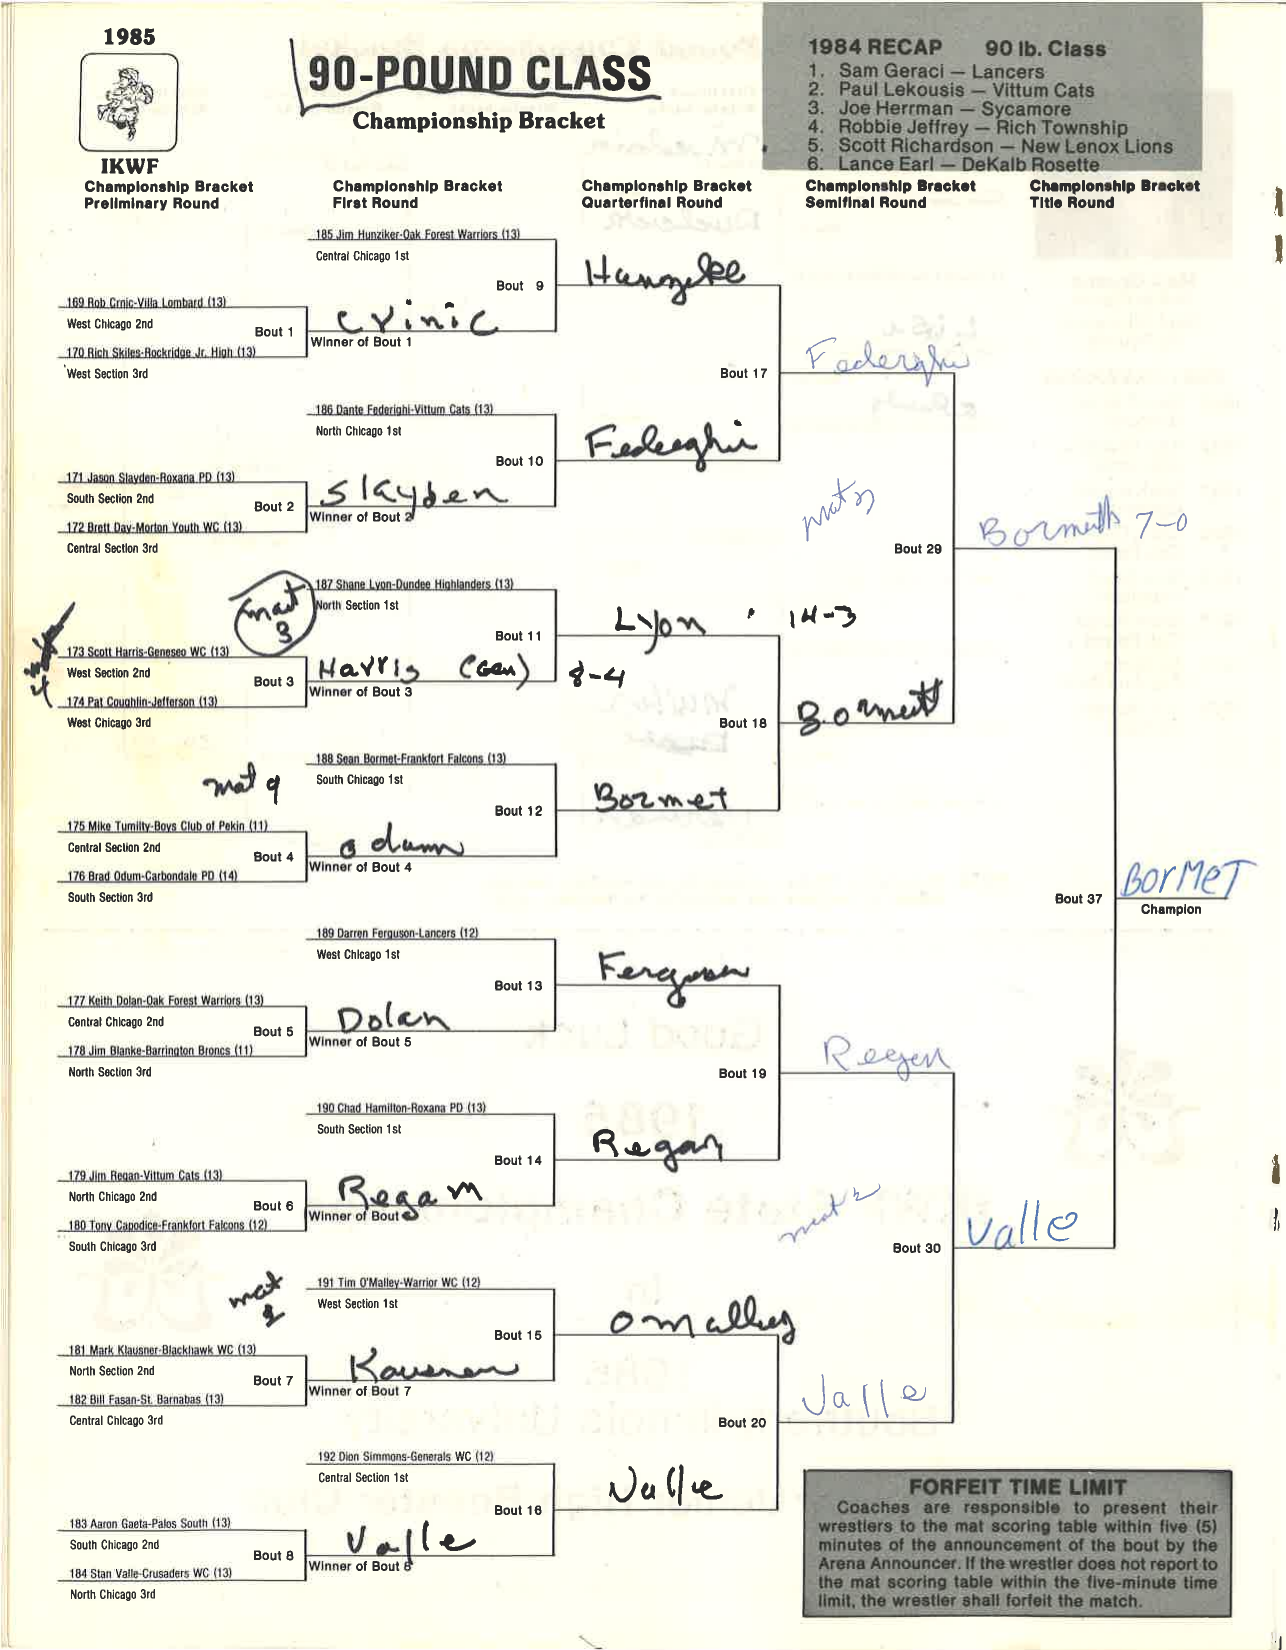 1985
IKWF
90-POUND CLASS
Championship Bracket
1984 RECAP 90 lb. Class
1. Sam Geraci — Lancers
2. Paul Lekousis — Vittum Cats
3. Joe Herrman — Sycamore
4. Robbie Jeffrey — Rich Township
5. Scott Richardson — New Lenox Lions
6. Lance Earl — DeKalb Rosette
Championship Bracket
Preliminary Round
Championship Bracket
First Round
Championship Bracket
Quarterfinal Round
Championship Bracket
Semifinal Round
Championship Bracket
Title Round
185 Jim Hunziker-Oak Forest Warriors (13)
Central Chicago 1st
Bout 9
Hunzike
169 Rob Crnic-Villa Lombard (13)
West Chicago 2nd
Bout 1
Crinic
Winner of Bout 1
170 Rich Skiles-Rockridge Jr. High (13)
West Section 3rd
Bout 17
Federghi
186 Dante Federighi-Vittum Cats (13)
North Chicago 1st
Bout 10
Federghi
171 Jason Slayden-Roxana PD (13)
South Section 2nd
Bout 2
Slayden
Winner of Bout 2
172 Brett Day-Morton Youth WC (13)
Central Section 3rd
mat
Bout 29
Bormeth 7-0
mat 3
187 Shane Lyon-Dundee Highlanders (13)
North Section 1st
Bout 11
Lyon 14-3
173 Scott Harris-Geneseo WC (13)
West Section 2nd
Bout 3
Harris (Gen) 8-4
Winner of Bout 3
174 Pat Coughlin-Jefferson (13)
West Chicago 3rd
Bout 18
Bormett
188 Sean Bormet-Frankfort Falcons (13)
South Chicago 1st
mat 9
Bout 12
Bormet
175 Mike Tumilty-Boys Club of Pekin (11)
Central Section 2nd
Bout 4
Odum
Winner of Bout 4
176 Brad Odum-Carbondale PD (14)
South Section 3rd
Bout 37
BorMeT
Champion
189 Darren Ferguson-Lancers (12)
West Chicago 1st
Bout 13
Ferguson
177 Keith Dolan-Oak Forest Warriors (13)
Central Chicago 2nd
Bout 5
Dolan
Winner of Bout 5
178 Jim Blanke-Barrington Broncs (11)
North Section 3rd
Bout 19
Regen
190 Chad Hamilton-Roxana PD (13)
South Section 1st
Bout 14
Regan
179 Jim Regan-Vittum Cats (13)
North Chicago 2nd
Bout 6
Regan
Winner of Bout 6
180 Tony Capodice-Frankfort Falcons (12)
South Chicago 3rd
mat 2
Bout 30
Valle
mat 2
191 Tim O'Malley-Warrior WC (12)
West Section 1st
Bout 15
Omalley
181 Mark Klausner-Blackhawk WC (13)
North Section 2nd
Bout 7
Kausner
Winner of Bout 7
182 Bill Fasan-St. Barnabas (13)
Central Chicago 3rd
Bout 20
Valle
192 Dion Simmons-Generals WC (12)
Central Section 1st
Bout 16
Valle
183 Aaron Gaeta-Palos South (13)
South Chicago 2nd
Bout 8
Valle
Winner of Bout 8
184 Stan Valle-Crusaders WC (13)
North Chicago 3rd
FORFEIT TIME LIMIT
Coaches are responsible to present their
wrestlers to the mat scoring table within five (5)
minutes of the announcement of the bout by the
Arena Announcer. If the wrestler does not report to
the mat scoring table within the five-minute time
limit, the wrestler shall forfeit the match.